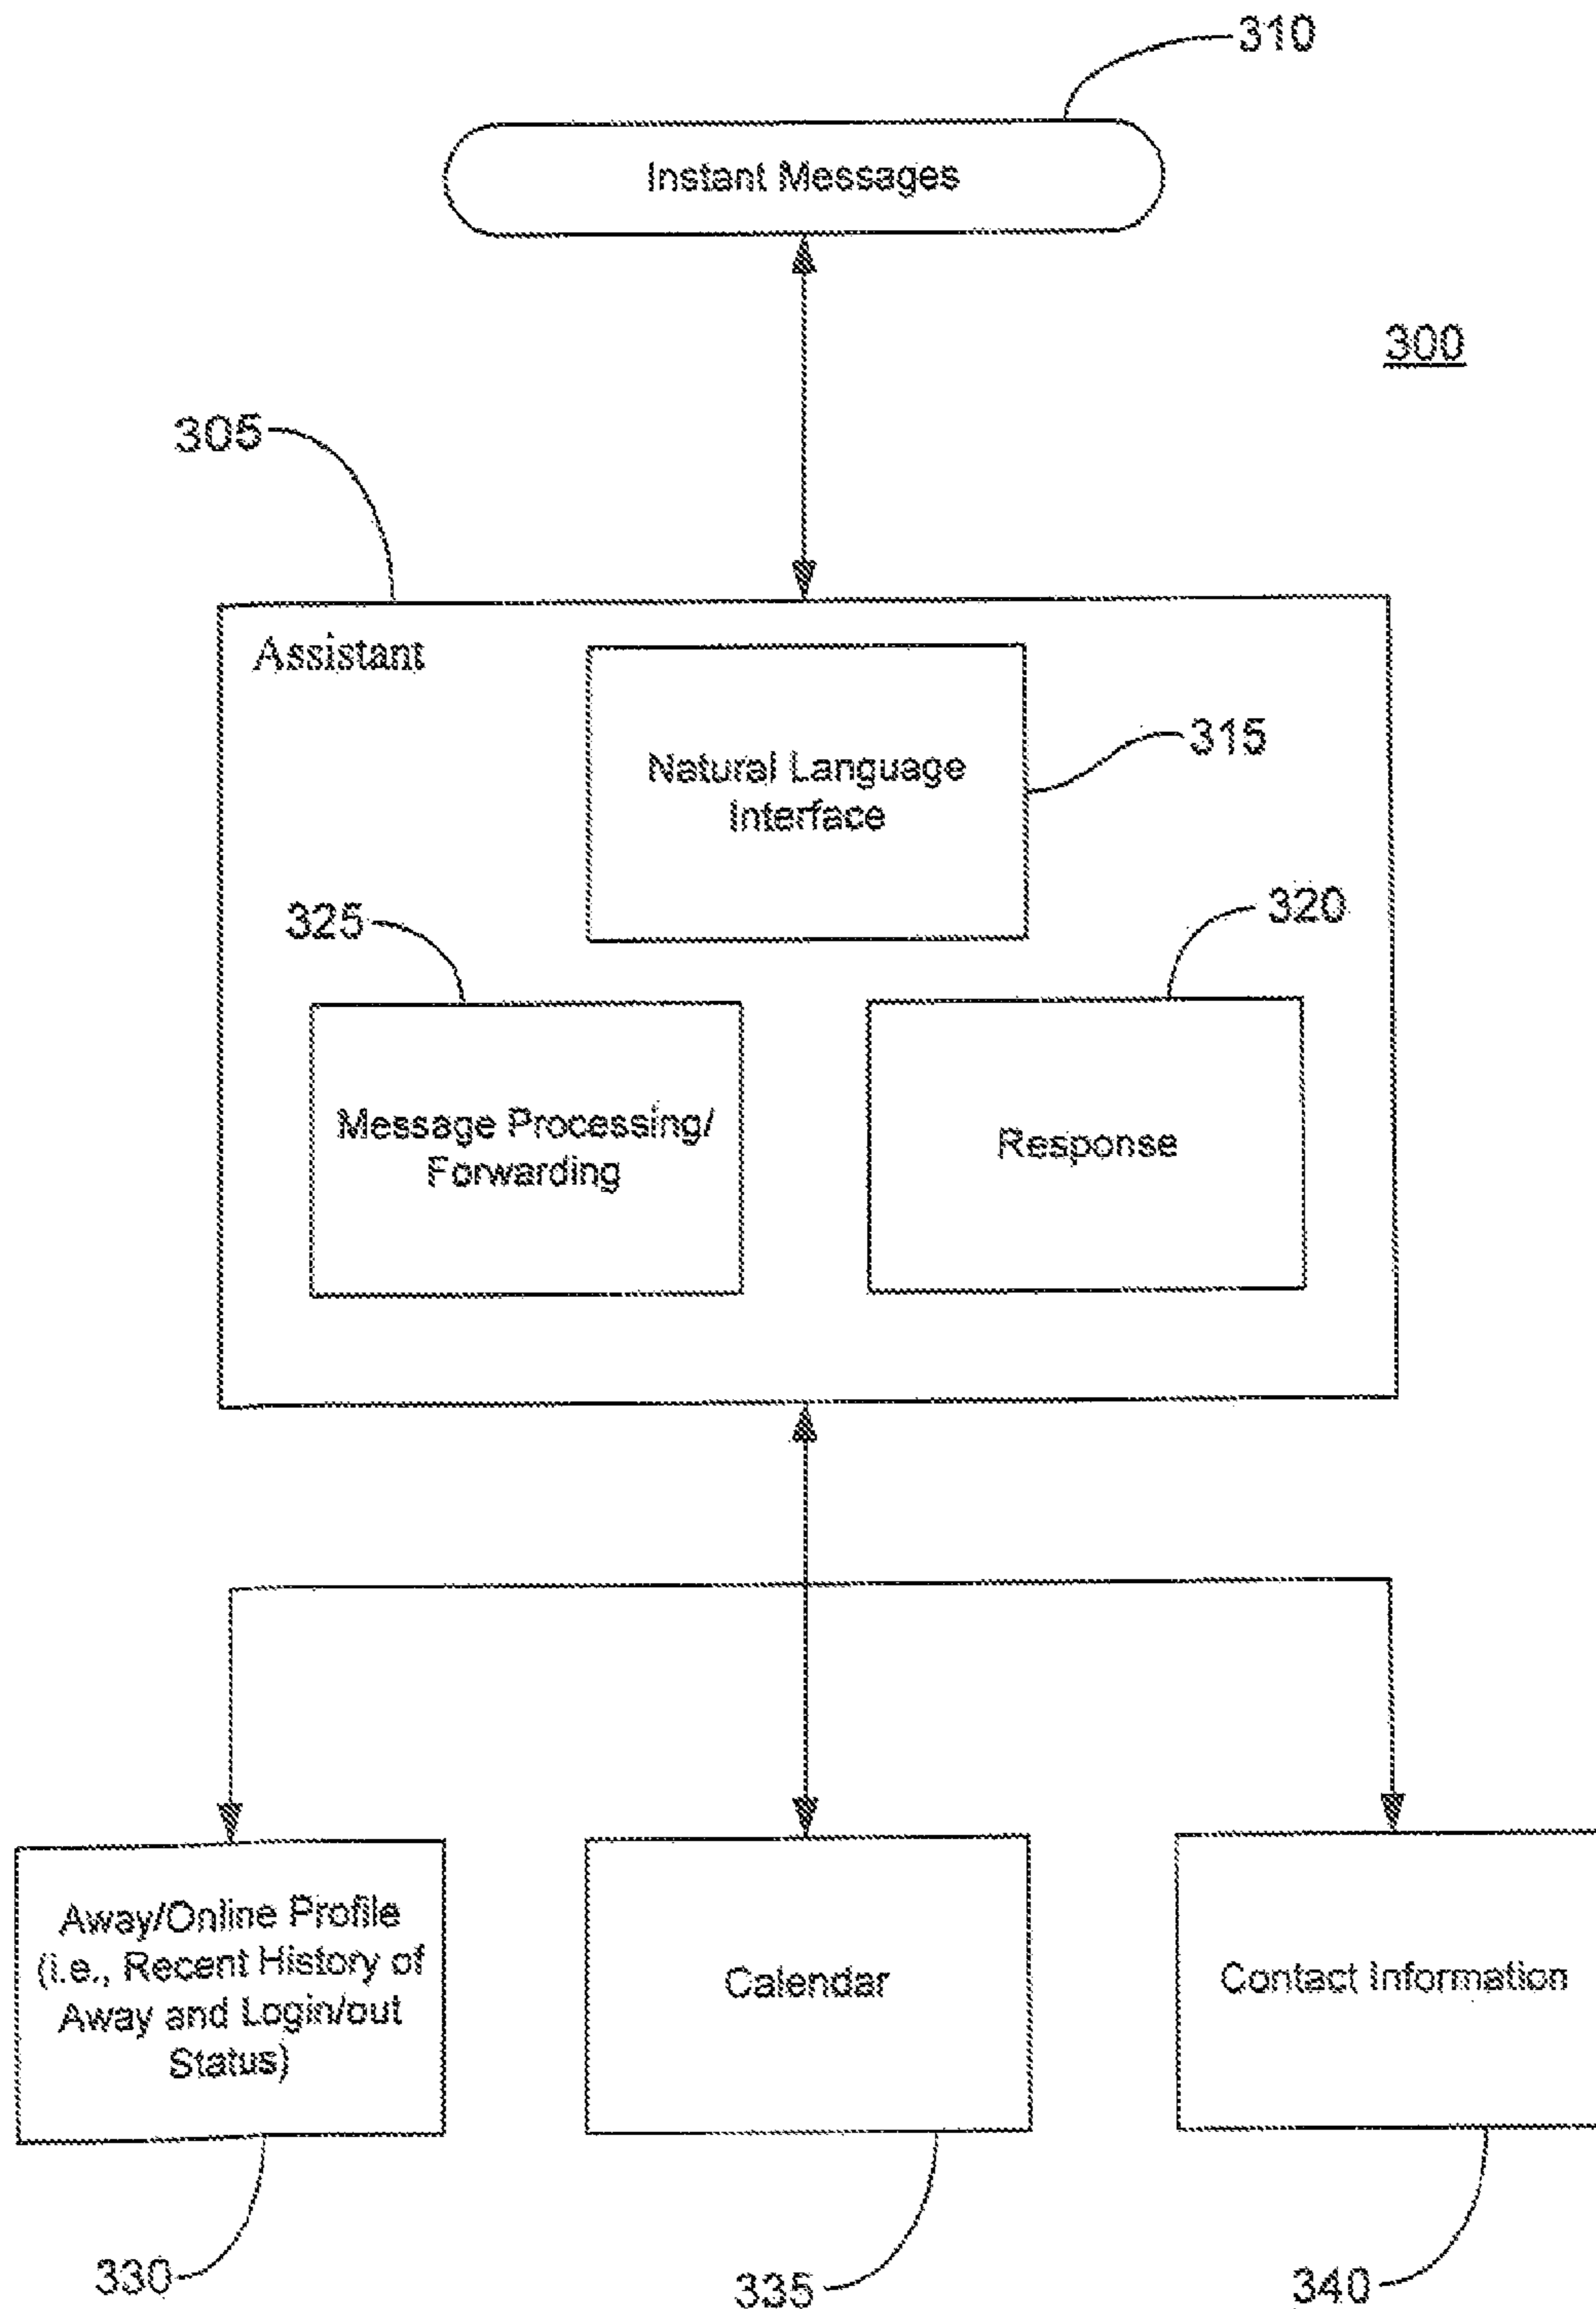 310
Instant Messages
300
305
Assistant
Natural Language
Interface
315
325
320
Message Processing/
Forwarding
Response
Away/Online Profile
(i.e., Recent History of
Away and Login/out
Status)
Calendar
Contact Information
330
335
340